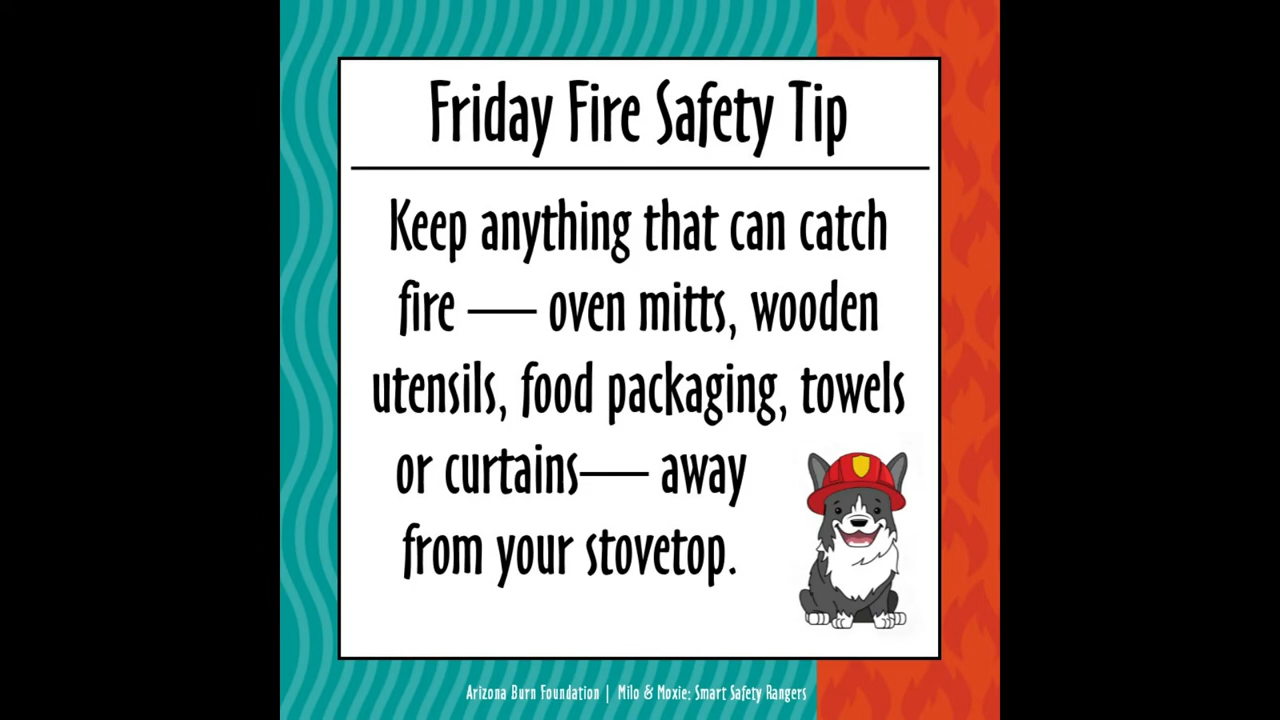 Friday Fire Safety Tip
Keep anything that can catch
fire — oven mitts, wooden
utensils, food packaging, towels
or curtains— away
from your stovetop.
Arizona Burn Foundation | Milo & Moxie: Smart Safety Rangers